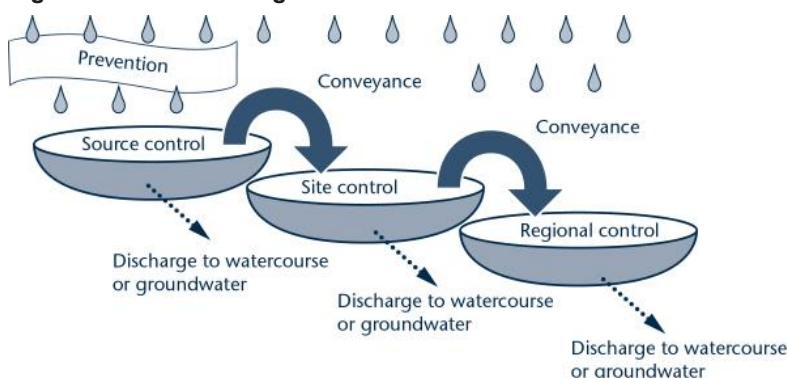 Prevention
Conveyance
Conveyance
Source control
Site control
Regional control
Discharge to watercourse
or groundwater
Discharge to watercourse
or groundwater
Discharge to watercourse
or groundwater